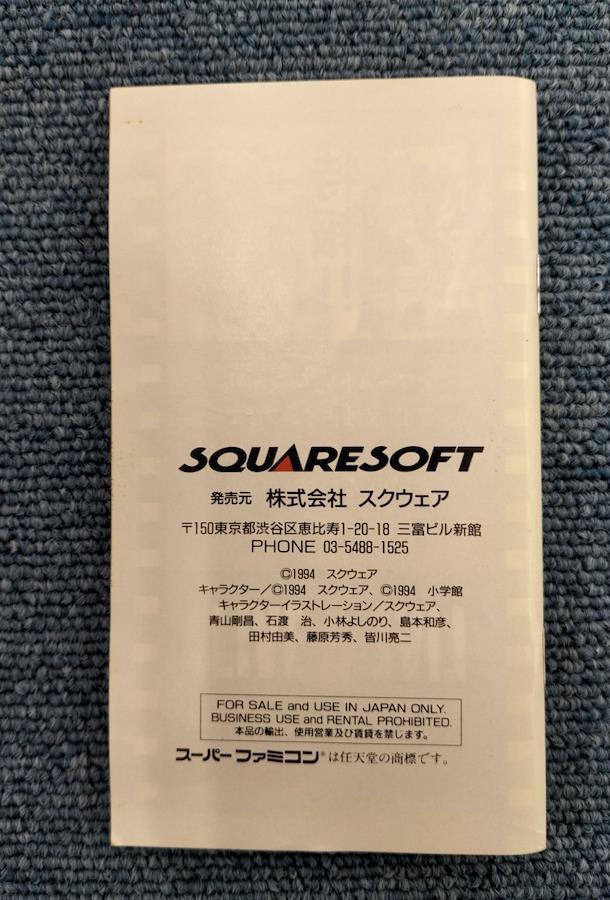 SQUARESOFT
発売元 株式会社 スクウェア
〒150東京都渋谷区恵比寿1-20-18 三富ビル新館
PHONE 03-5488-1525
©1994 スクウェア
キャラクター/©1994 スクウェア、©1994 小学館
キャラクターイラストレーション/スクウェア、
青山剛昌、石渡 治、小林よしのり、島本和彦、
田村由美、藤原芳秀、皆川亮二
FOR SALE and USE IN JAPAN ONLY.
BUSINESS USE and RENTAL PROHIBITED.
本品の輸出、使用営業及び賃貸を禁じます。
スーパーファミコン®は任天堂の商標です。